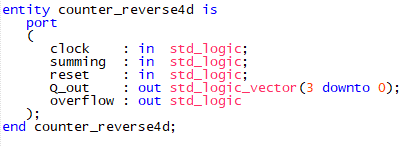 entity counter_reverse4d is
   port
   (
      clock    : in  std_logic;
      summing  : in  std_logic;
      reset    : in  std_logic;
      Q_out    : out std_logic_vector(3 downto 0);
      overflow : out std_logic
   );
end counter_reverse4d;